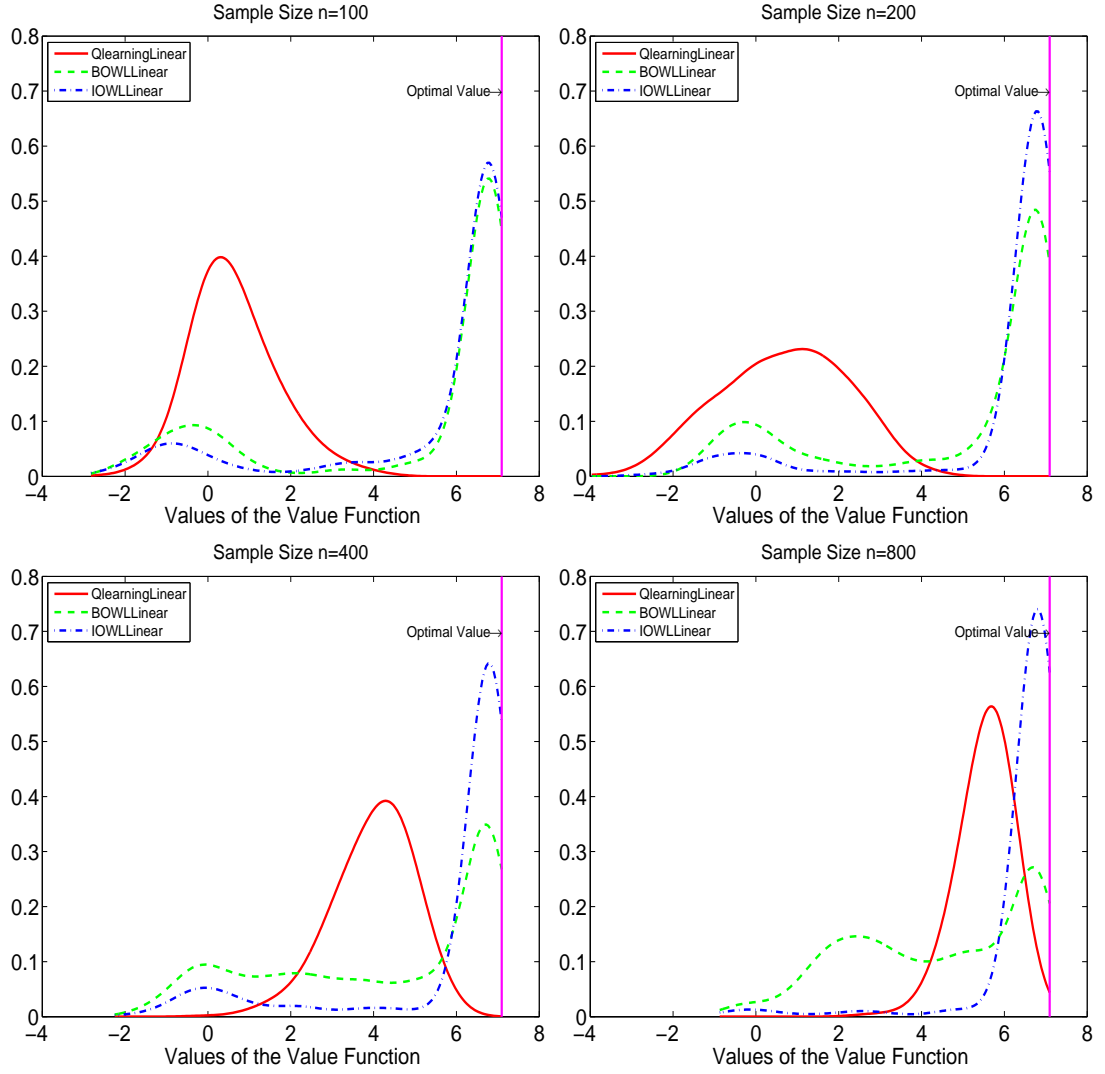 Sample Size n=100
0.8
0.7
0.6
0.5
0.4
0.3
0.2
0.1
0
QlearningLinear
BOWLLinear
IOWLLinear
Optimal Value→
−4
−2
0
2
4
6
8
Values of the Value Function
Sample Size n=200
0.8
0.7
0.6
0.5
0.4
0.3
0.2
0.1
0
QlearningLinear
BOWLLinear
IOWLLinear
Optimal Value→
−4
−2
0
2
4
6
8
Values of the Value Function
Sample Size n=400
0.8
0.7
0.6
0.5
0.4
0.3
0.2
0.1
0
QlearningLinear
BOWLLinear
IOWLLinear
Optimal Value→
−4
−2
0
2
4
6
8
Values of the Value Function
Sample Size n=800
0.8
0.7
0.6
0.5
0.4
0.3
0.2
0.1
0
QlearningLinear
BOWLLinear
IOWLLinear
Optimal Value→
−4
−2
0
2
4
6
8
Values of the Value Function